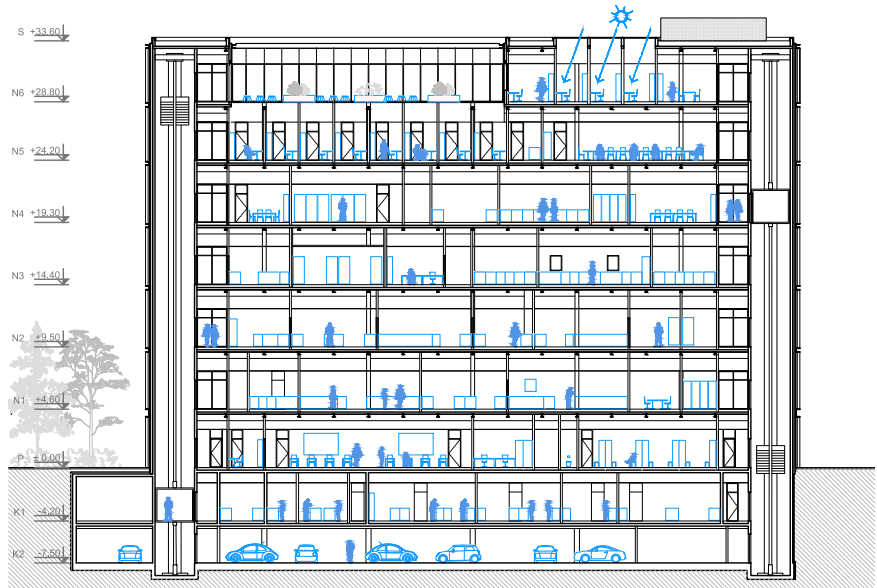 S +33.60
N6 +28.80
N5 +24.20
N4 +19.30
N3 +14.40
N2 +9.50
N1 +4.60
P ±0.00
K1 -4.20
K2 -7.50